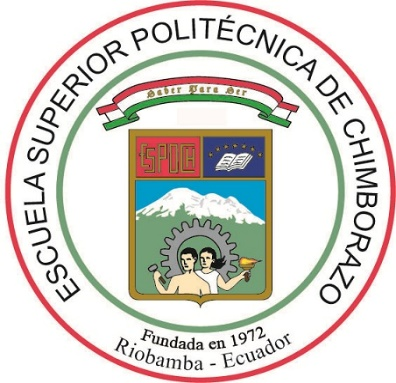 ESCUELA SUPERIOR POLITÉCNICA DE CHIMBORAZO
Saber Para Ser
ESPOCH
Fundada en 1972
Riobamba - Ecuador